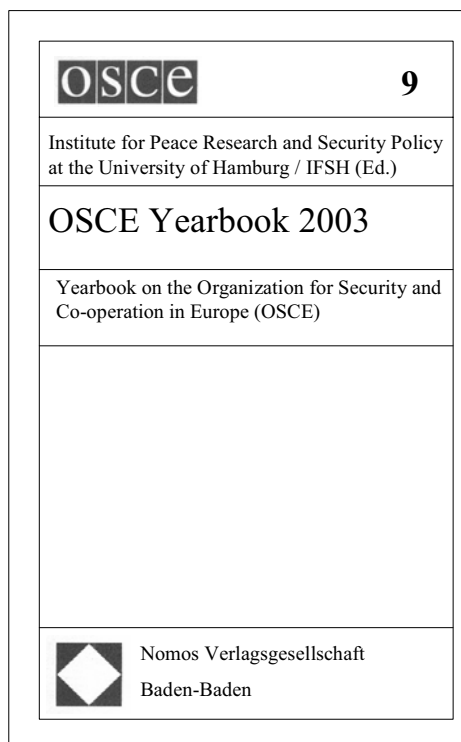 osce
9
Institute for Peace Research and Security Policy
at the University of Hamburg / IFSH (Ed.)
OSCE Yearbook 2003
Yearbook on the Organization for Security and
Co-operation in Europe (OSCE)
Nomos Verlagsgesellschaft
Baden-Baden